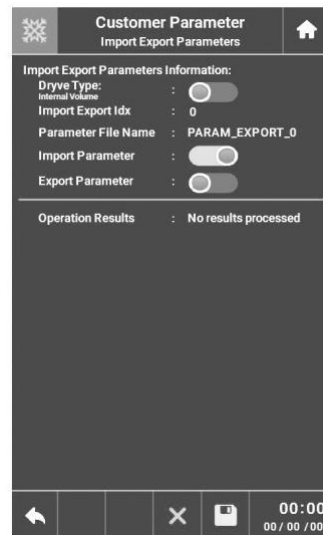 Customer Parameter
Import Export Parameters
Import Export Parameters Information:
Dryve Type: :
Internal Volume
Import Export Idx : 0
Parameter File Name : PARAM_EXPORT_0
Import Parameter :
Export Parameter :
Operation Results : No results processed
00:00
00 / 00 / 00